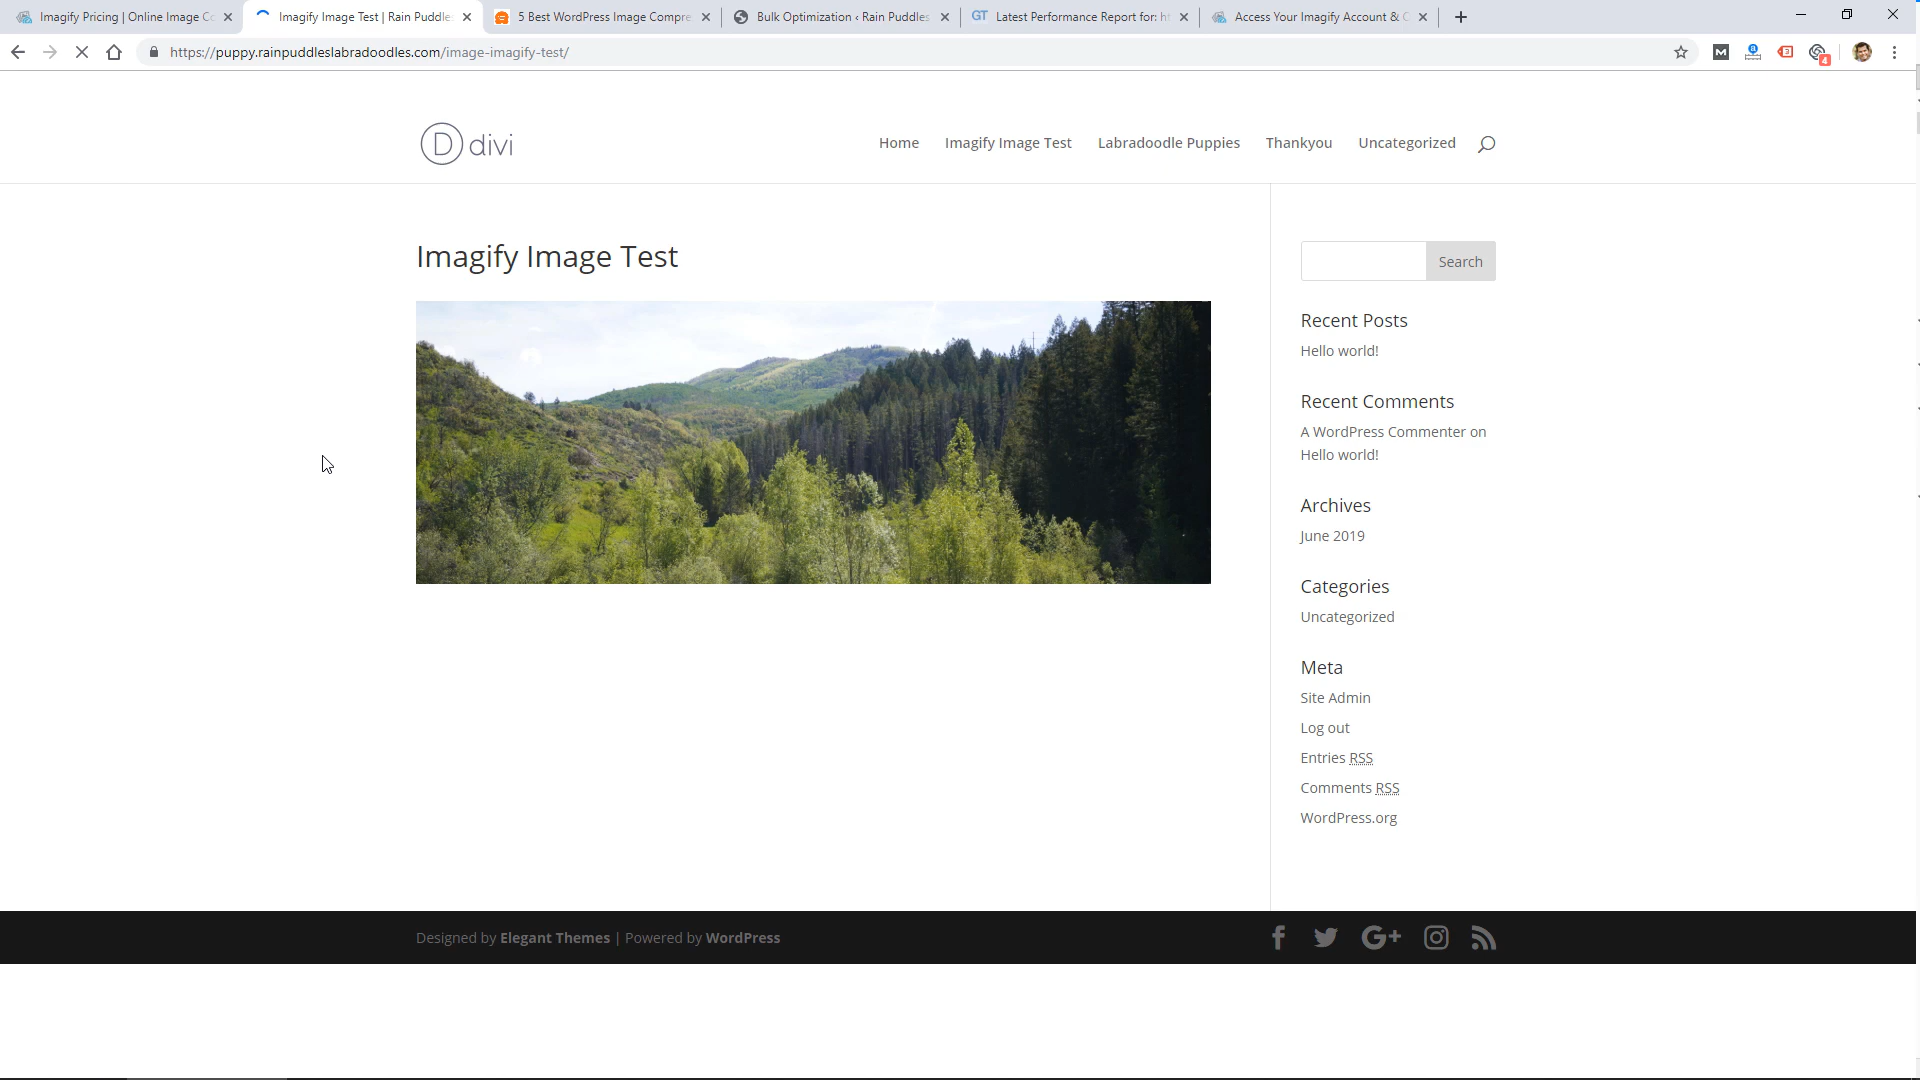 Imagify Pricing | Online Image Co
Imagify Image Test | Rain Puddle
5 Best WordPress Image Compre
Bulk Optimization ‹ Rain Puddles
GT
Latest Performance Report for: ht
Access Your Imagify Account & C
https://puppy.rainpuddleslabradoodles.com/image-imagify-test/
M
3
4
D divi
Home
Imagify Image Test
Labradoodle Puppies
Thankyou
Uncategorized
Imagify Image Test
Search
Recent Posts
Hello world!
Recent Comments
A WordPress Commenter on
Hello world!
Archives
June 2019
Categories
Uncategorized
Meta
Site Admin
Log out
Entries RSS
Comments RSS
WordPress.org
Designed by Elegant Themes | Powered by WordPress
G+